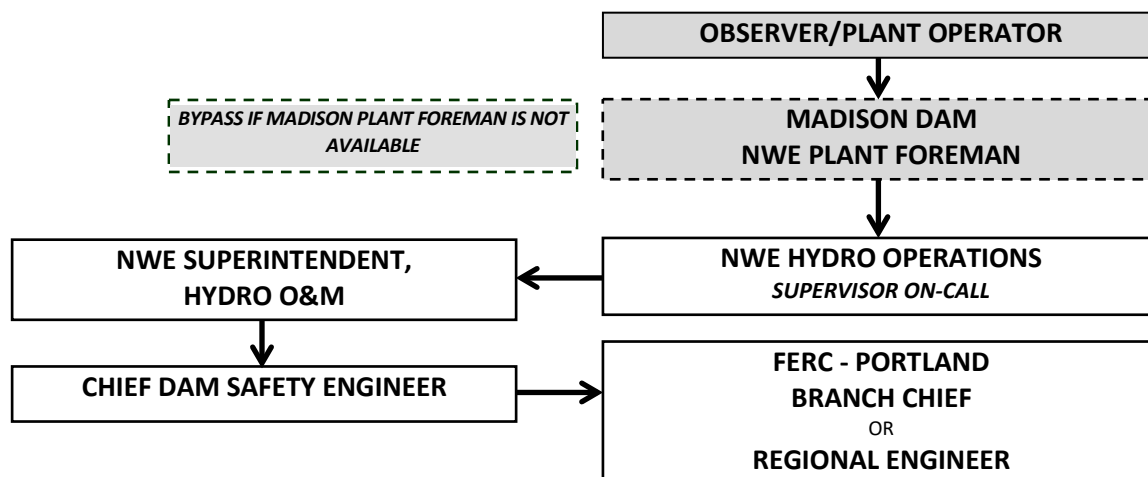 OBSERVER/PLANT OPERATOR
BYPASS IF MADISON PLANT FOREMAN IS NOT
AVAILABLE
MADISON DAM
NWE PLANT FOREMAN
NWE HYDRO OPERATIONS
SUPERVISOR ON-CALL
NWE SUPERINTENDENT,
HYDRO O&M
CHIEF DAM SAFETY ENGINEER
FERC - PORTLAND
BRANCH CHIEF
OR
REGIONAL ENGINEER